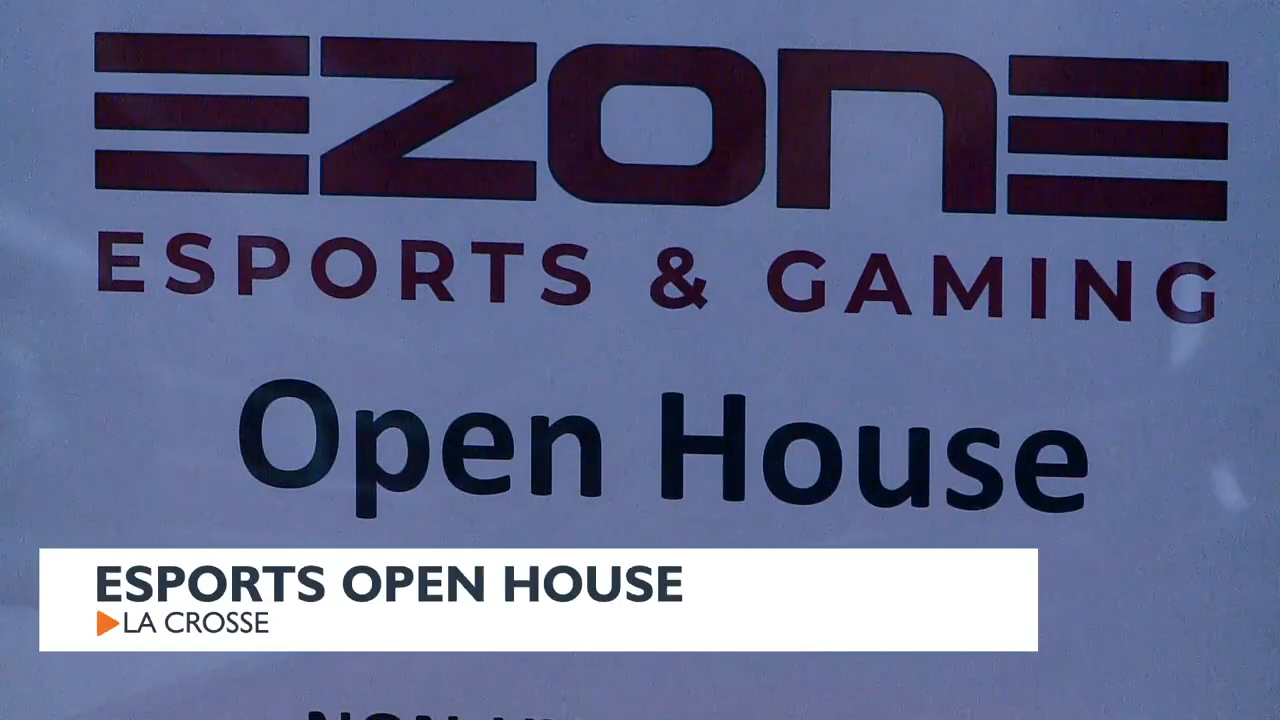 EZONE
ESPORTS & GAMING
Open House
ESPORTS OPEN HOUSE
LA CROSSE